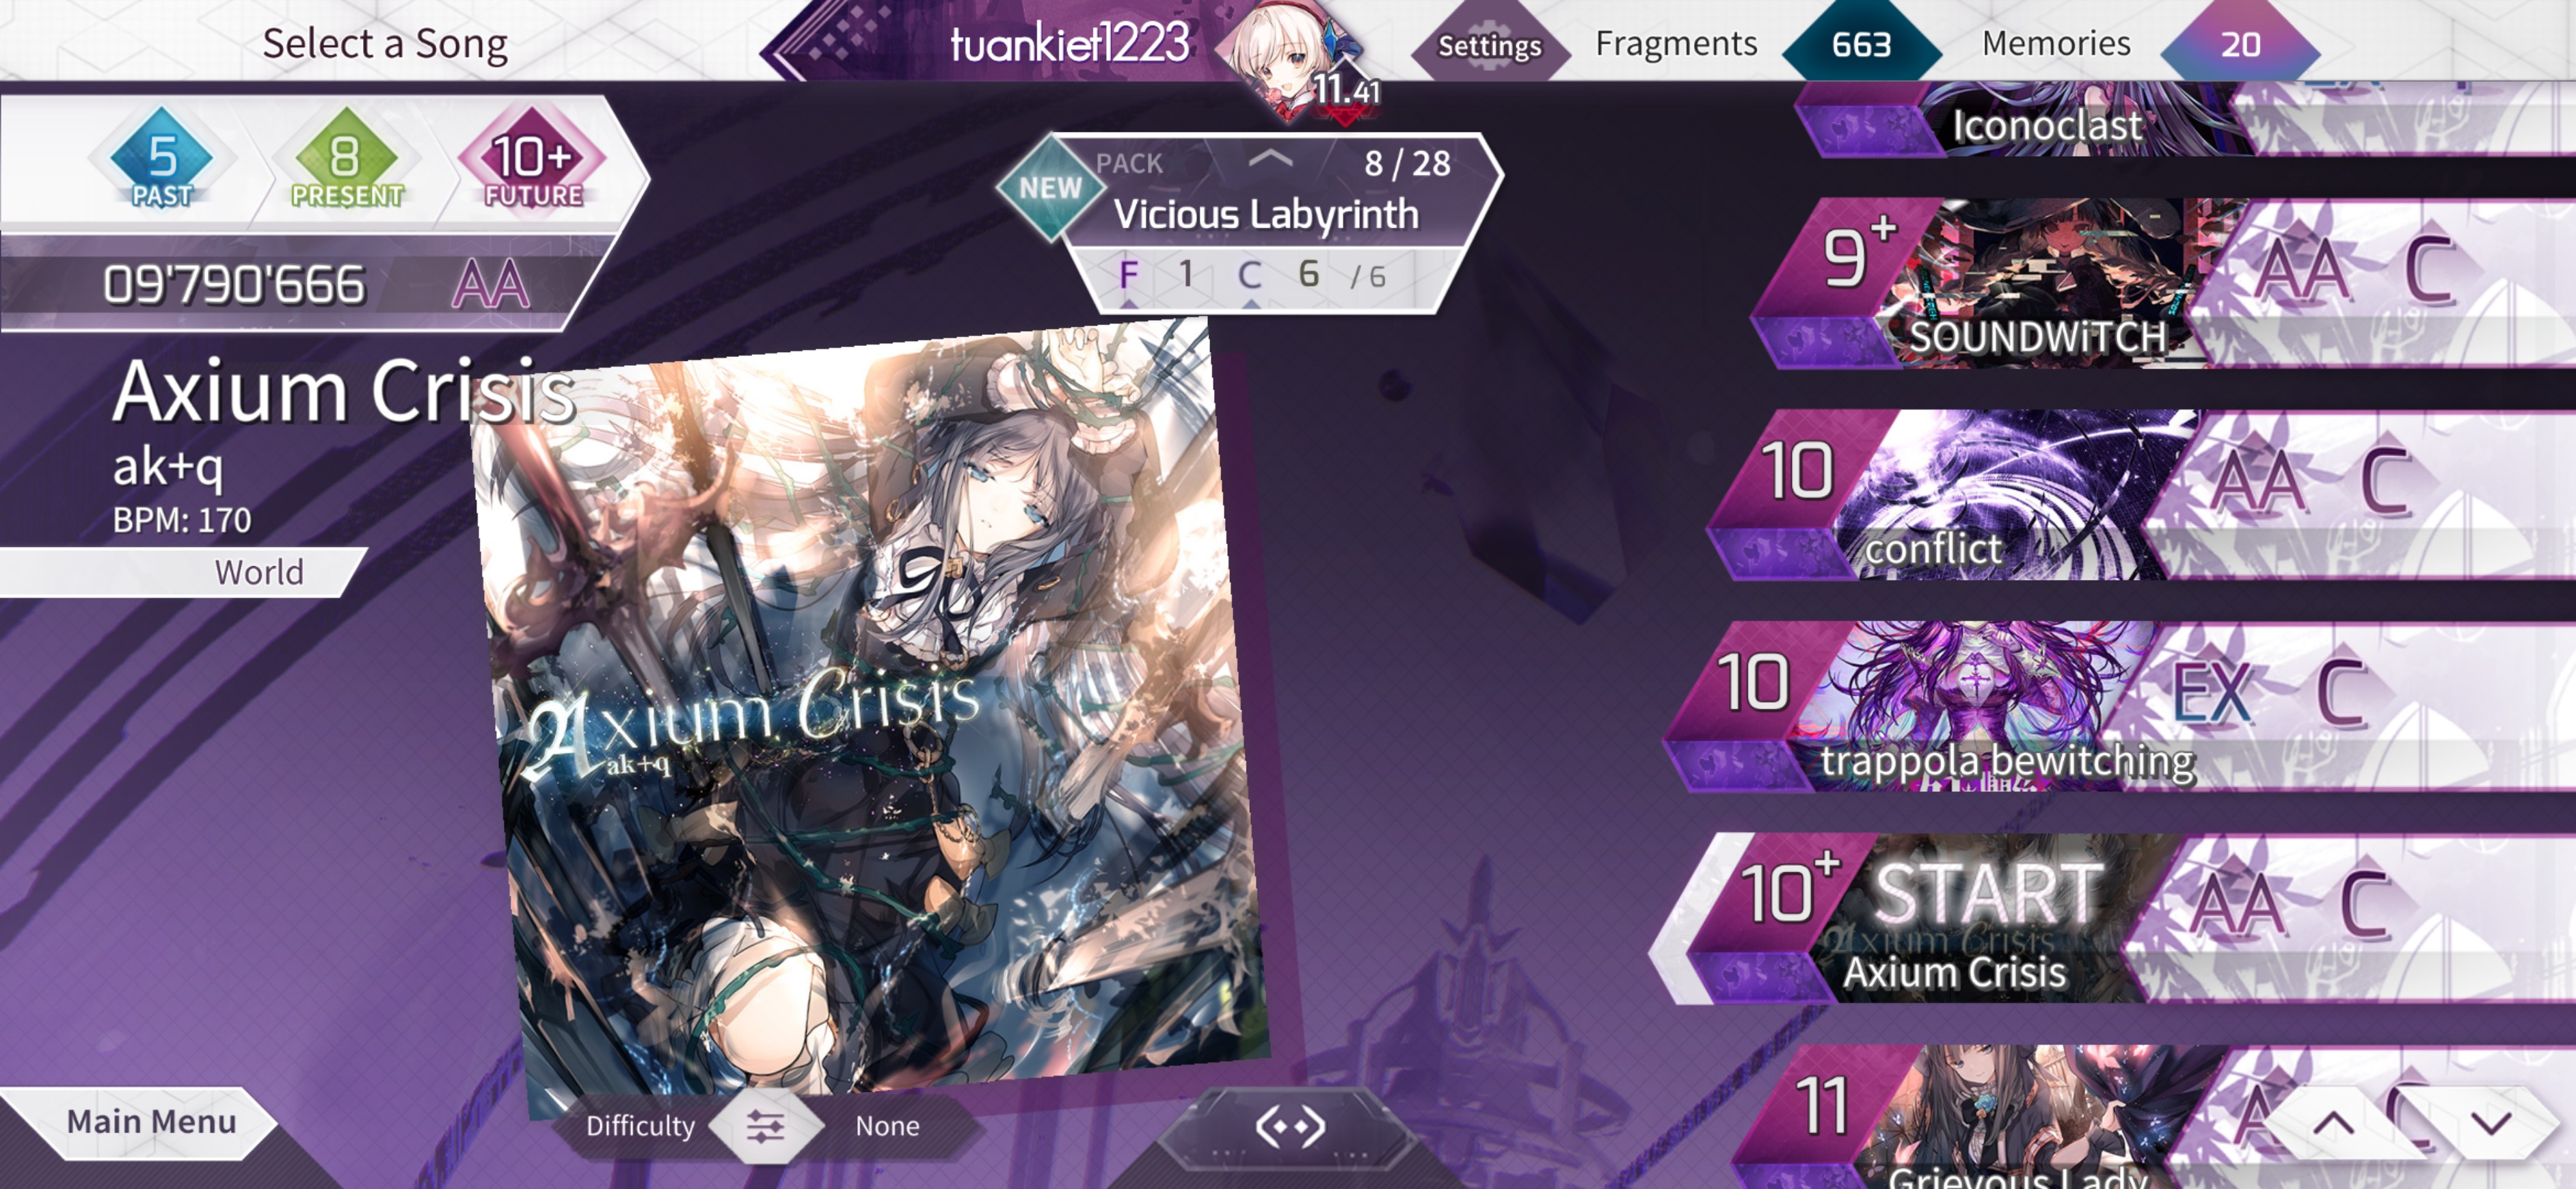 Select a Song
tuankiet1223
11.41
Settings
Fragments
663
Memories
20
5
PAST
8
PRESENT
10+
FUTURE
09'790'666 AA
Axium Crisis
ak+q
BPM: 170
World
NEW
PACK 8 / 28
Vicious Labyrinth
F 1 C 6 / 6
Axium Crisis
ak+q
Iconoclast
9+
AA C
SOUNDWiTCH
10
AA C
conflict
10
EX C
trappola bewitching
10+
START
AA C
Axium Crisis
Axium Crisis
11
Grievous Lady
Main Menu
Difficulty
None